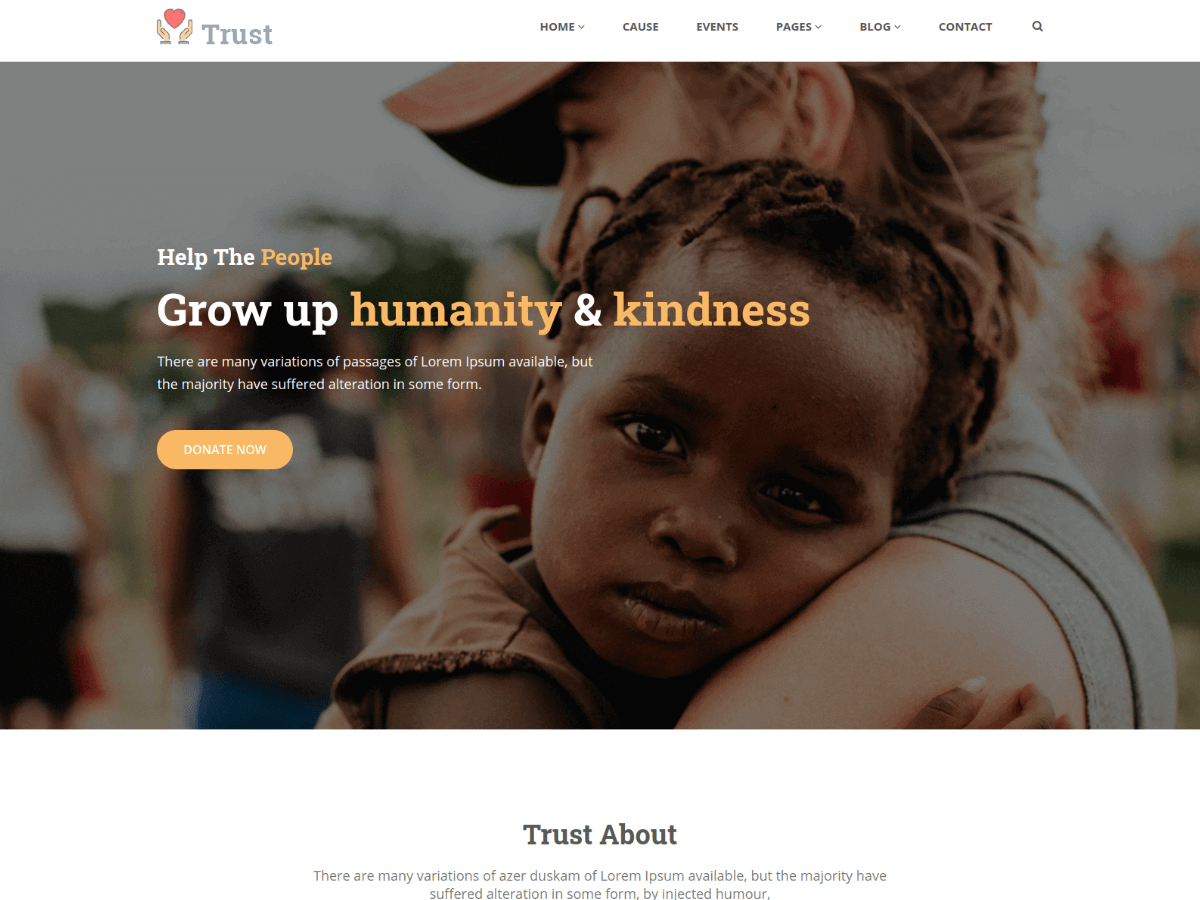 Trust
HOME
CAUSE
EVENTS
PAGES
BLOG
CONTACT
Help The People
Grow up humanity & kindness
There are many variations of passages of Lorem Ipsum available, but
the majority have suffered alteration in some form.
DONATE NOW
Trust About
There are many variations of azer duskam of Lorem Ipsum available, but the majority have
suffered alteration in some form, by injected humour,